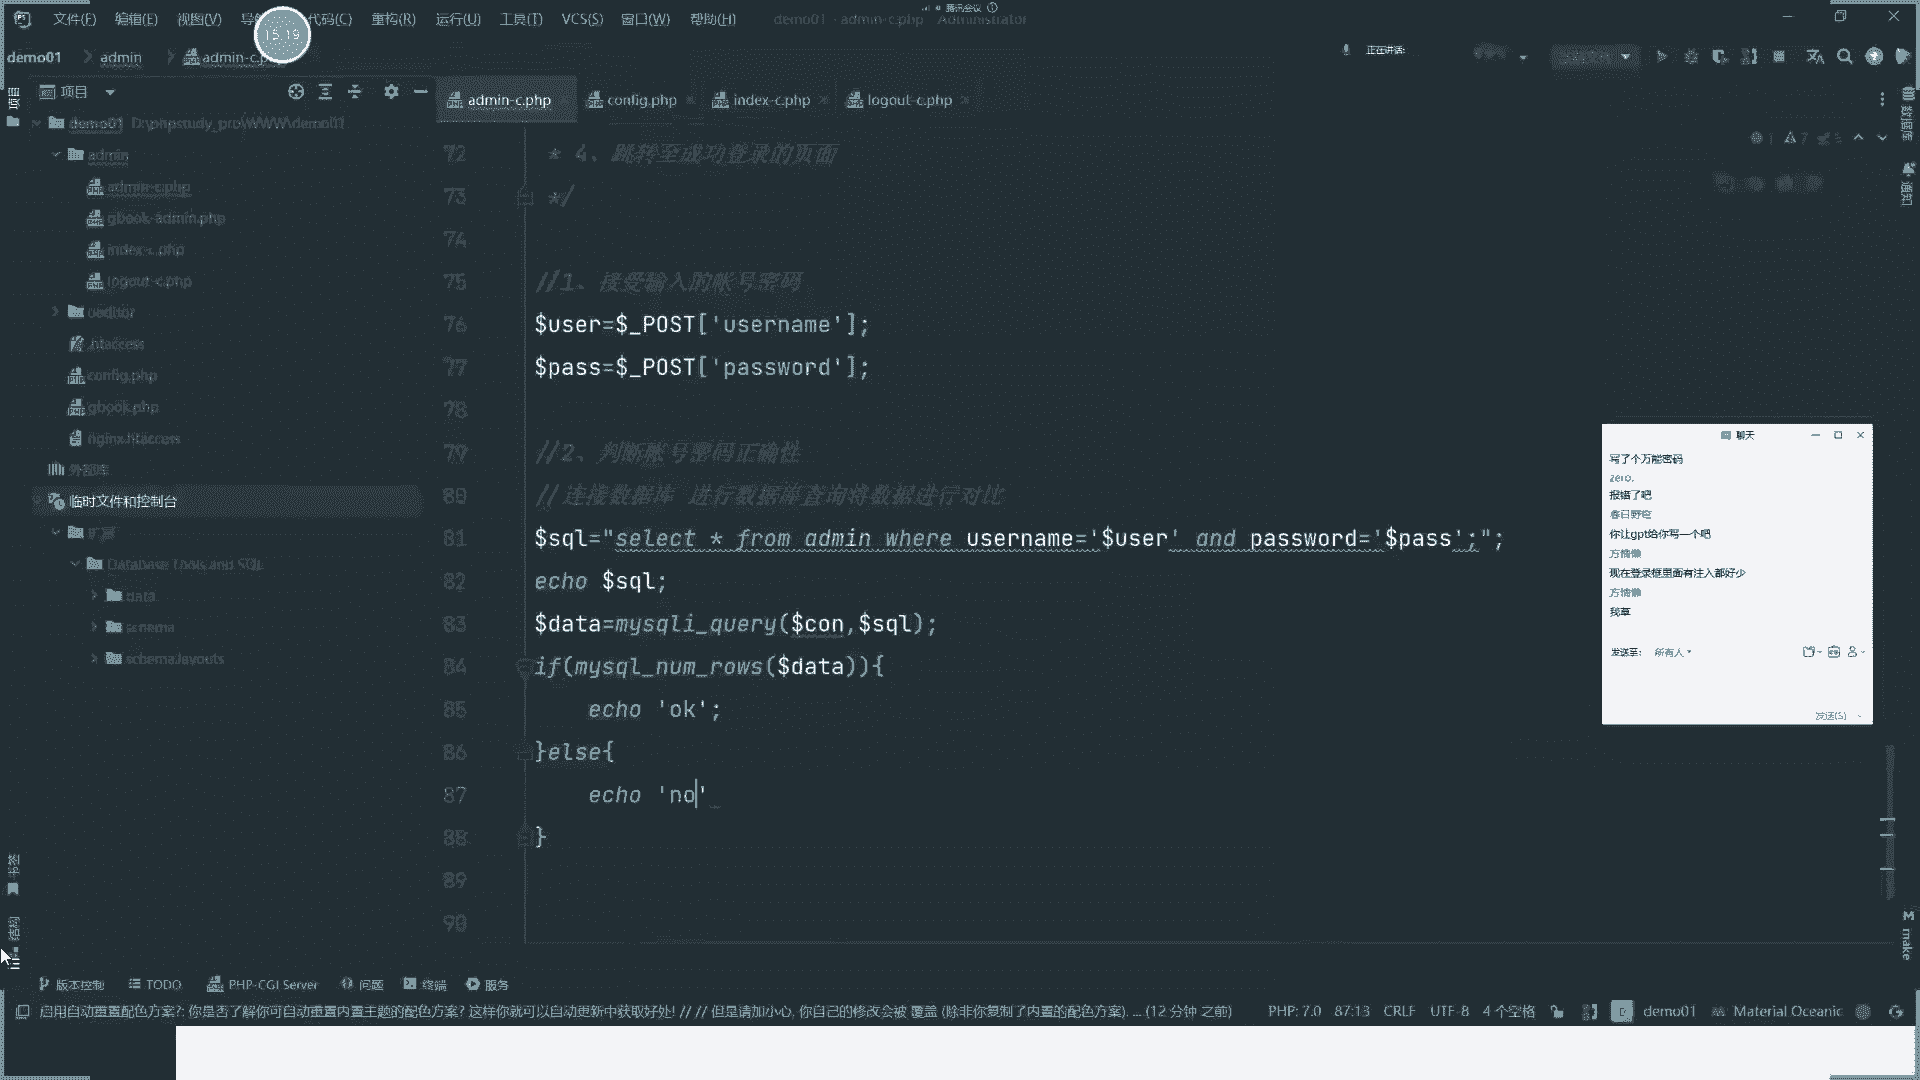 文件(F) 编辑(E) 视图(V) 代码(C) 重构(R) 运行(U) 工具(T) VCS(S) 窗口(W) 帮助(H) demo01 - admin-c.php Administrator
腾讯会议
15:19
demo01 admin
正在讲话:
项目
admin-c.php config.php index-c.php logout-c.php
demo01 D:\phpstudy_pro\WWW\demo01
admin
admin-c.php
gbook-admin.php
index-c.php
logout-c.php
ueditor
.htaccess
config.php
gbook.php
nginx.htaccess
外部库
临时文件和控制台
扩展
Database Tools and SQL
data
schema
schema.layouts
72 * 4、跳转至成功登录的页面
73 */
74
75 //1、接受输入的帐号密码
76 $user=$_POST['username'];
77 $pass=$_POST['password'];
78
79 //2、判断帐号密码正确性
80 // 连接数据库 进行数据库查询将数据进行对比
81 $sql="select * from admin where username='$user' and password='$pass';";
82 echo $sql;
83 $data=mysqli_query($con,$sql);
84 if(mysql_num_rows($data)){
85 echo 'ok';
86 }else{
87 echo 'no'
88 }
89
90
数据库
通知
make
聊天
写了个万能密码
zero.
报错了吧
春日野穹
你让gpt给你写一个吧
现在登录框里面有注入都好少
我草
发送至: 所有人
发送(S)
书签
结构
版本控制 TODO PHP-CGI Server 问题 终端 服务
启用自动重置配色方案?: 你是否了解你可自动重置内置主题的配色方案? 这样你就可以自动更新中获取好处! // // 但是请加小心, 你自己的修改会被 覆盖 (除非你复制了内置的配色方案). ... (12 分钟 之前)
PHP: 7.0 87:13 CRLF UTF-8 4 个空格 demo01 Material Oceanic